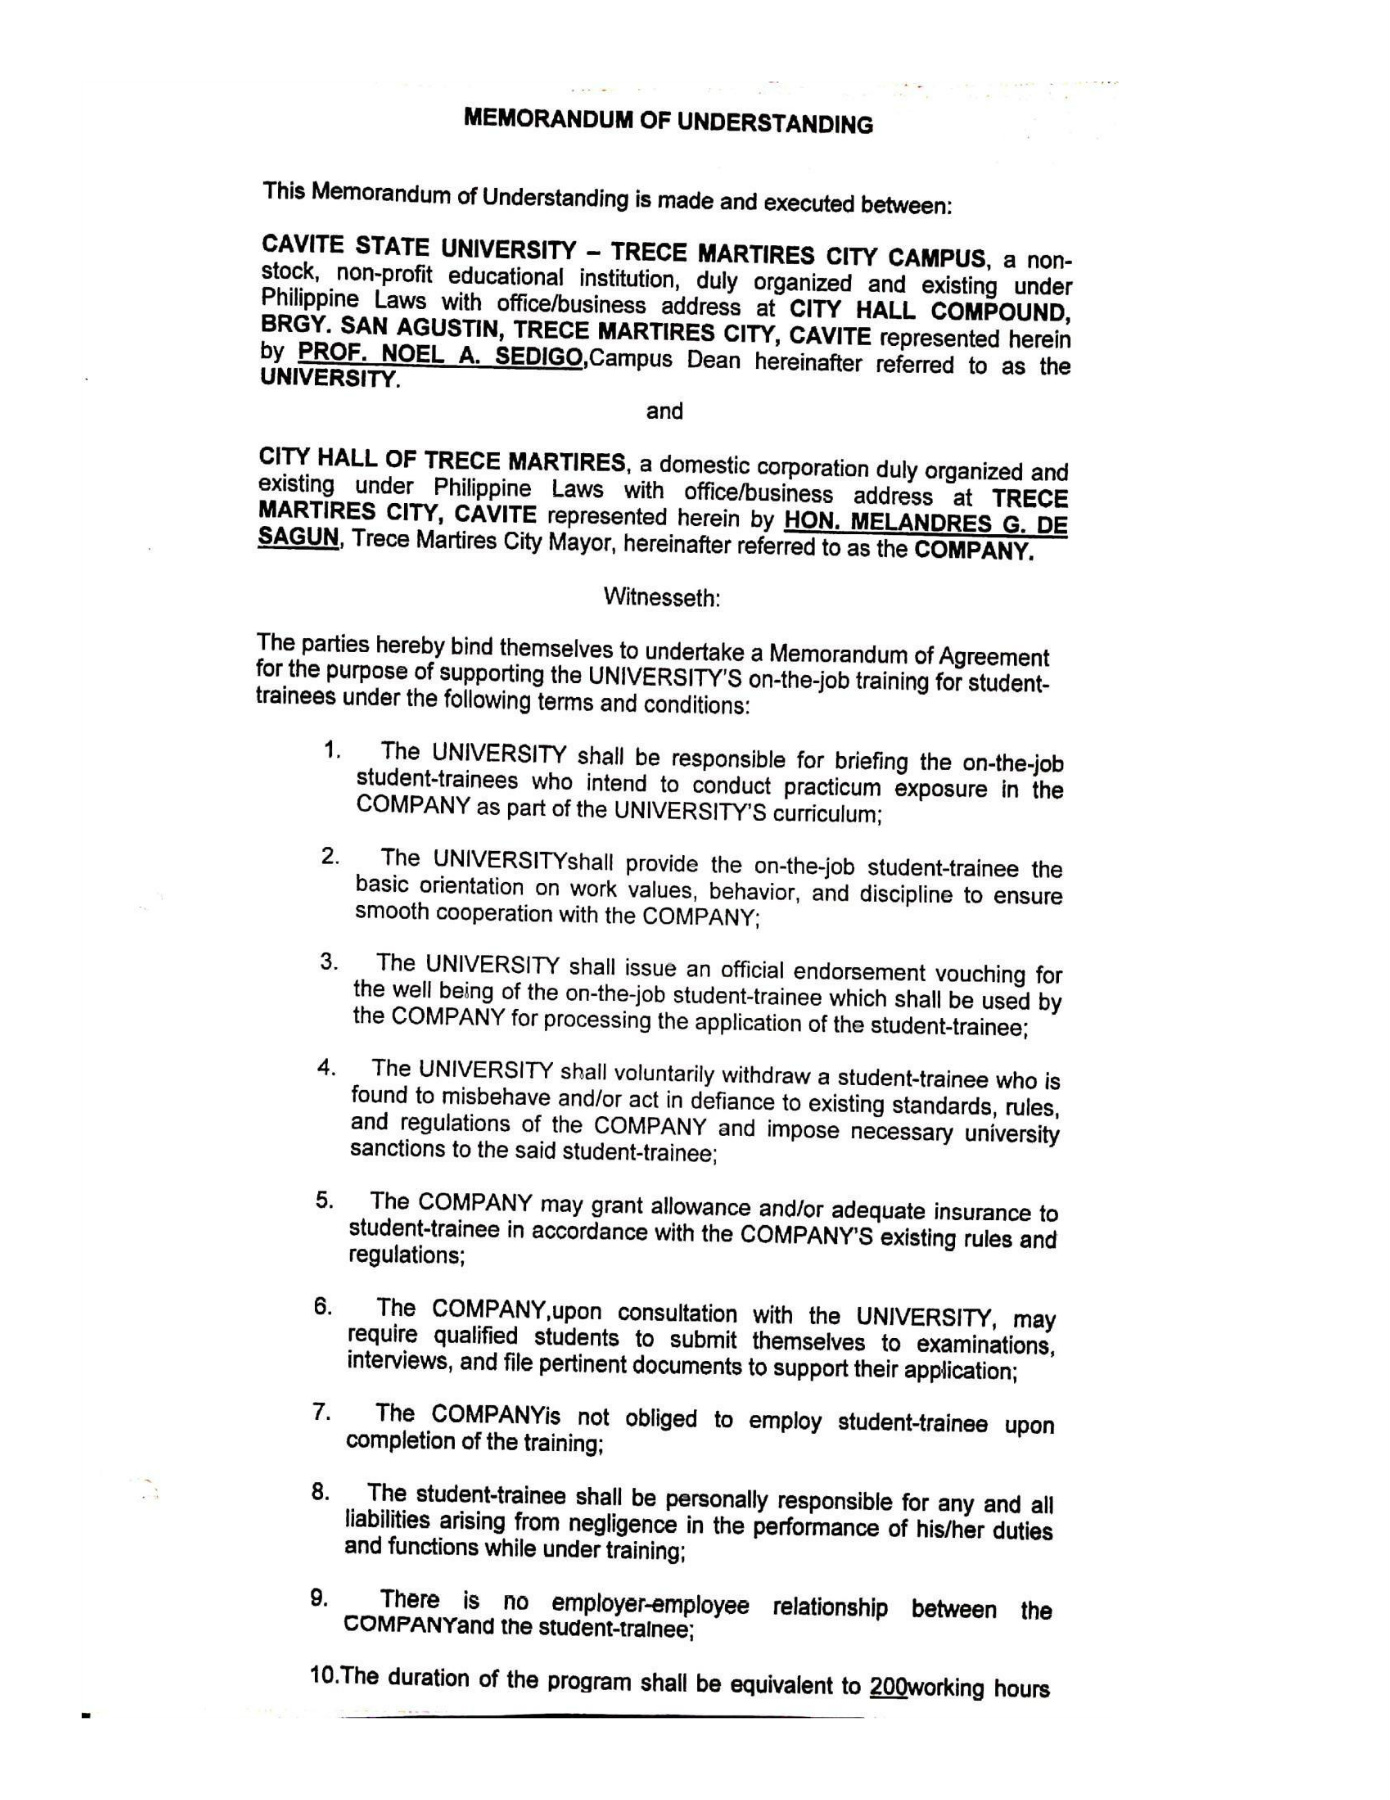 MEMORANDUM OF UNDERSTANDING
This Memorandum of Understanding is made and executed between:
CAVITE STATE UNIVERSITY – TRECE MARTIRES CITY CAMPUS, a non-
stock, non-profit educational institution, duly organized and existing under
Philippine Laws with office/business address at CITY HALL COMPOUND,
BRGY. SAN AGUSTIN, TRECE MARTIRES CITY, CAVITE represented herein
by PROF. NOEL A. SEDIGO,Campus Dean hereinafter referred to as the
UNIVERSITY.
and
CITY HALL OF TRECE MARTIRES, a domestic corporation duly organized and
existing under Philippine Laws with office/business address at TRECE
MARTIRES CITY, CAVITE represented herein by HON. MELANDRES G. DE
SAGUN, Trece Martires City Mayor, hereinafter referred to as the COMPANY.
Witnesseth:
The parties hereby bind themselves to undertake a Memorandum of Agreement
for the purpose of supporting the UNIVERSITY'S on-the-job training for student-
trainees under the following terms and conditions:
1. The UNIVERSITY shall be responsible for briefing the on-the-job
student-trainees who intend to conduct practicum exposure in the
COMPANY as part of the UNIVERSITY'S curriculum;
2. The UNIVERSITYshall provide the on-the-job student-trainee the
basic orientation on work values, behavior, and discipline to ensure
smooth cooperation with the COMPANY;
3. The UNIVERSITY shall issue an official endorsement vouching for
the well being of the on-the-job student-trainee which shall be used by
the COMPANY for processing the application of the student-trainee;
4. The UNIVERSITY shall voluntarily withdraw a student-trainee who is
found to misbehave and/or act in defiance to existing standards, rules,
and regulations of the COMPANY and impose necessary university
sanctions to the said student-trainee;
5. The COMPANY may grant allowance and/or adequate insurance to
student-trainee in accordance with the COMPANY'S existing rules and
regulations;
6. The COMPANY,upon consultation with the UNIVERSITY, may
require qualified students to submit themselves to examinations,
interviews, and file pertinent documents to support their application;
7. The COMPANYis not obliged to employ student-trainee upon
completion of the training;
8. The student-trainee shall be personally responsible for any and all
liabilities arising from negligence in the performance of his/her duties
and functions while under training;
9. There is no employer-employee relationship between the
COMPANYand the student-trainee;
10.The duration of the program shall be equivalent to 200working hours